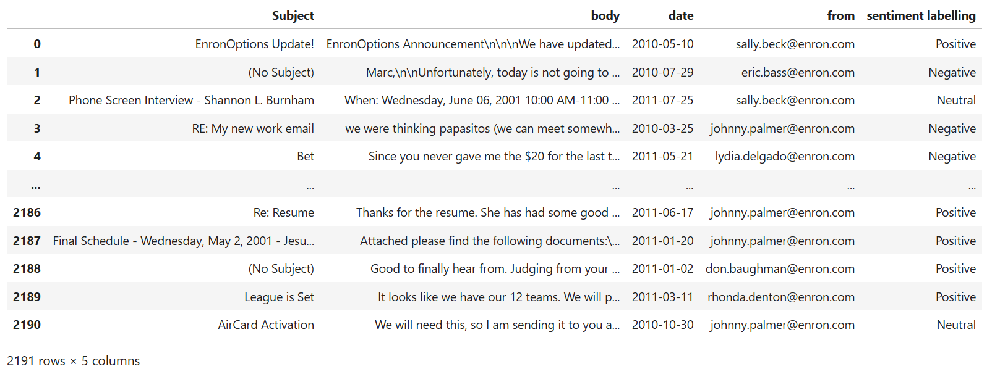 Subject body date from sentiment labelling
0 EnronOptions Update! EnronOptions Announcement\n\n\nWe have updated... 2010-05-10 sally.beck@enron.com Positive
1 (No Subject) Marc,\n\nUnfortunately, today is not going to ... 2010-07-29 eric.bass@enron.com Negative
2 Phone Screen Interview - Shannon L. Burnham When: Wednesday, June 06, 2001 10:00 AM-11:00 ... 2011-07-25 sally.beck@enron.com Neutral
3 RE: My new work email we were thinking papasitos (we can meet somewh... 2010-03-25 johnny.palmer@enron.com Negative
4 Bet Since you never gave me the $20 for the last t... 2011-05-21 lydia.delgado@enron.com Negative
... ... ... ... ... ...
2186 Re: Resume Thanks for the resume. She has had some good ... 2011-06-17 johnny.palmer@enron.com Positive
2187 Final Schedule - Wednesday, May 2, 2001 - Jesu... Attached please find the following documents:\... 2011-01-20 johnny.palmer@enron.com Positive
2188 (No Subject) Good to finally hear from. Judging from your ... 2011-01-02 don.baughman@enron.com Positive
2189 League is Set It looks like we have our 12 teams. We will p... 2011-03-11 rhonda.denton@enron.com Positive
2190 AirCard Activation We will need this, so I am sending it to you a... 2010-10-30 johnny.palmer@enron.com Neutral
2191 rows × 5 columns